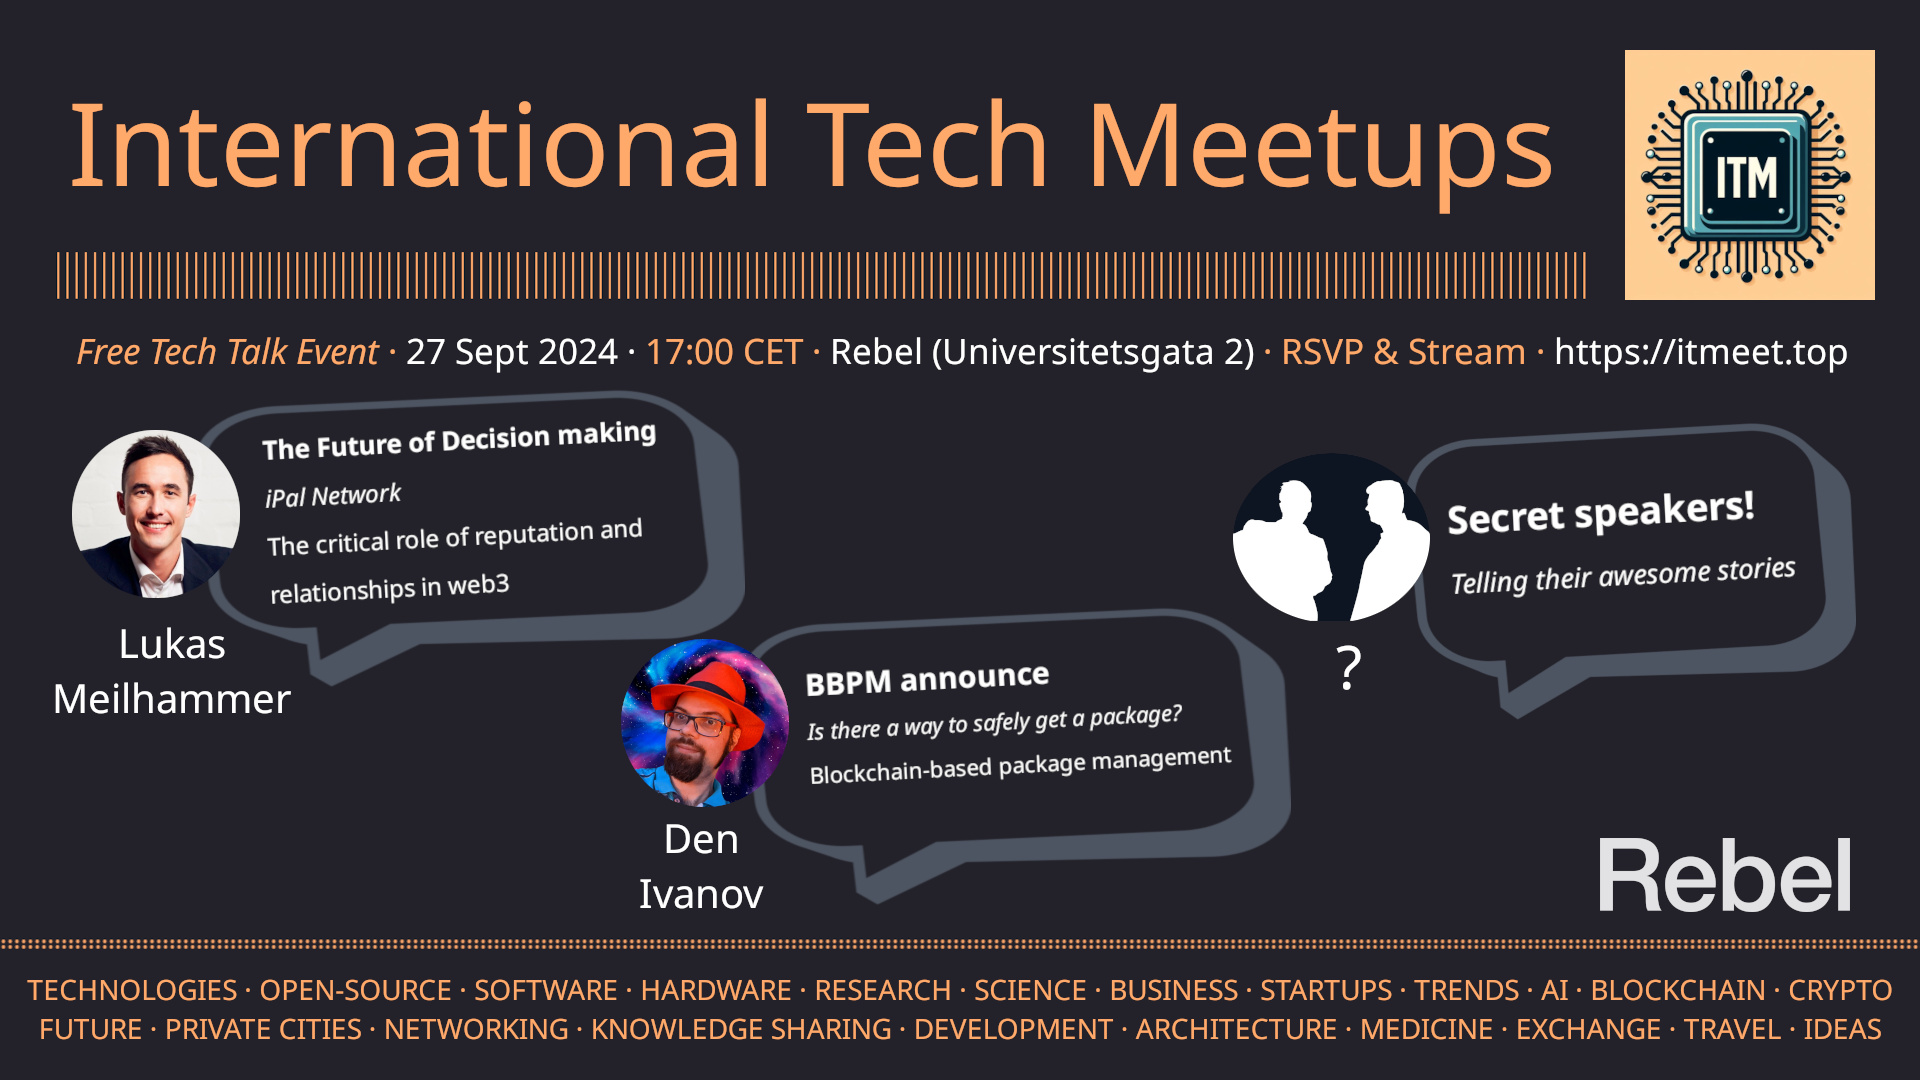 International Tech Meetups
ITM
Free Tech Talk Event · 27 Sept 2024 · 17:00 CET · Rebel (Universitetsgata 2) · RSVP & Stream · https://itmeet.top
The Future of Decision making
iPal Network
The critical role of reputation and
relationships in web3
Lukas
Meilhammer
BBPM announce
Is there a way to safely get a package?
Blockchain-based package management
Den
Ivanov
Secret speakers!
Telling their awesome stories
?
Rebel
TECHNOLOGIES · OPEN-SOURCE · SOFTWARE · HARDWARE · RESEARCH · SCIENCE · BUSINESS · STARTUPS · TRENDS · AI · BLOCKCHAIN · CRYPTO
FUTURE · PRIVATE CITIES · NETWORKING · KNOWLEDGE SHARING · DEVELOPMENT · ARCHITECTURE · MEDICINE · EXCHANGE · TRAVEL · IDEAS